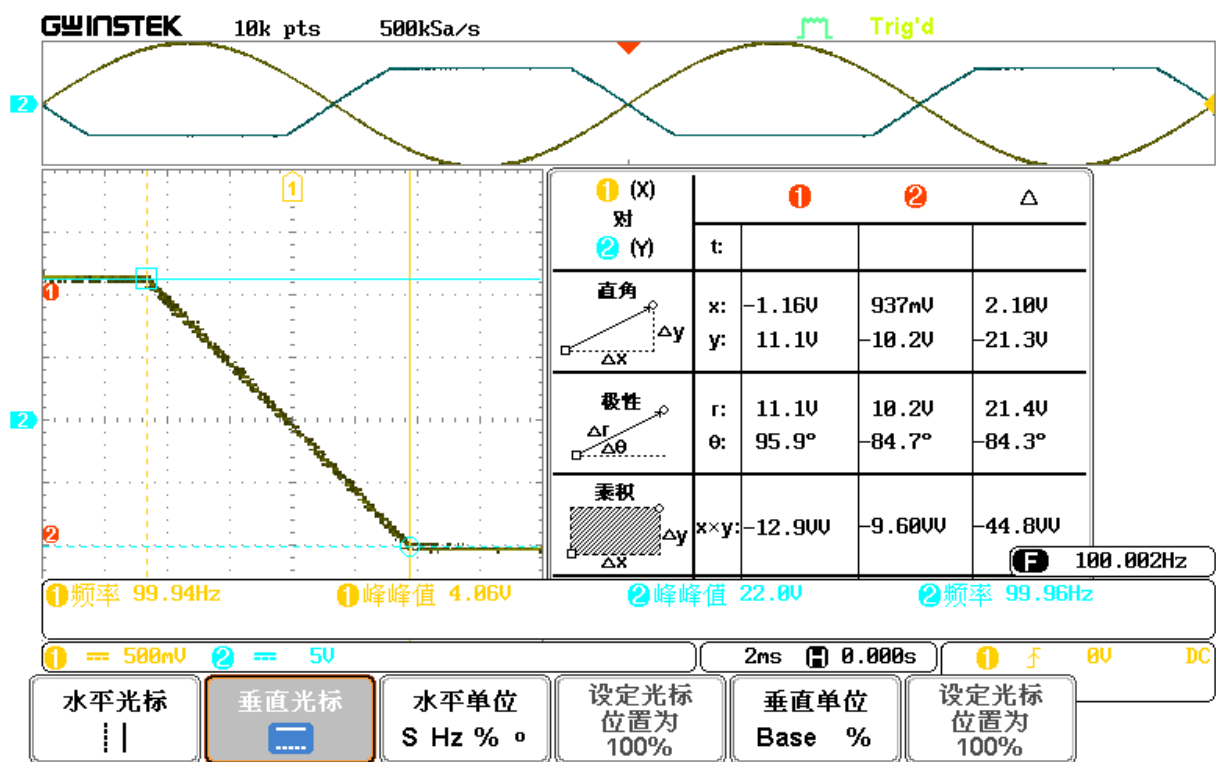 GWINSTEK 10k pts 500kSa/s Trig'd
2
1
1 (X) 1 2 △
对
2 (Y) t:
直角
x: -1.16V 937mV 2.10V
△y y: 11.1V -10.2V -21.3V
△x
极性
r: 11.1V 10.2V 21.4V
△r
△θ θ: 95.9° -84.7° -84.3°
乘积
△y x×y: -12.9VV -9.60VV -44.8VV
△x
1
2
2
F 100.002Hz
1频率 99.94Hz 1峰峰值 4.06V 2峰峰值 22.0V 2频率 99.96Hz
1 500mV 2 5V 2ms H 0.000s 1 0V DC
水平光标
垂直光标
水平单位
S Hz % °
设定光标
位置为
100%
垂直单位
Base %
设定光标
位置为
100%